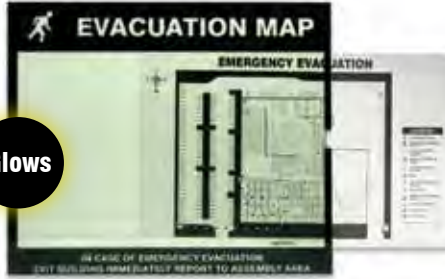 EVACUATION MAP
EMERGENCY EVACUATION
lows
IN CASE OF EMERGENCY EVACUATION
EXIT BUILDING IMMEDIATELY REPORT TO ASSEMBLY AREA